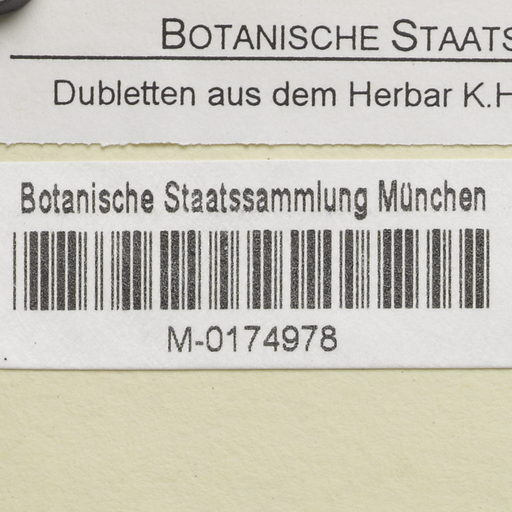 BOTANISCHE STAATS
Dubletten aus dem Herbar K.H
Botanische Staatssammlung München
M-0174978